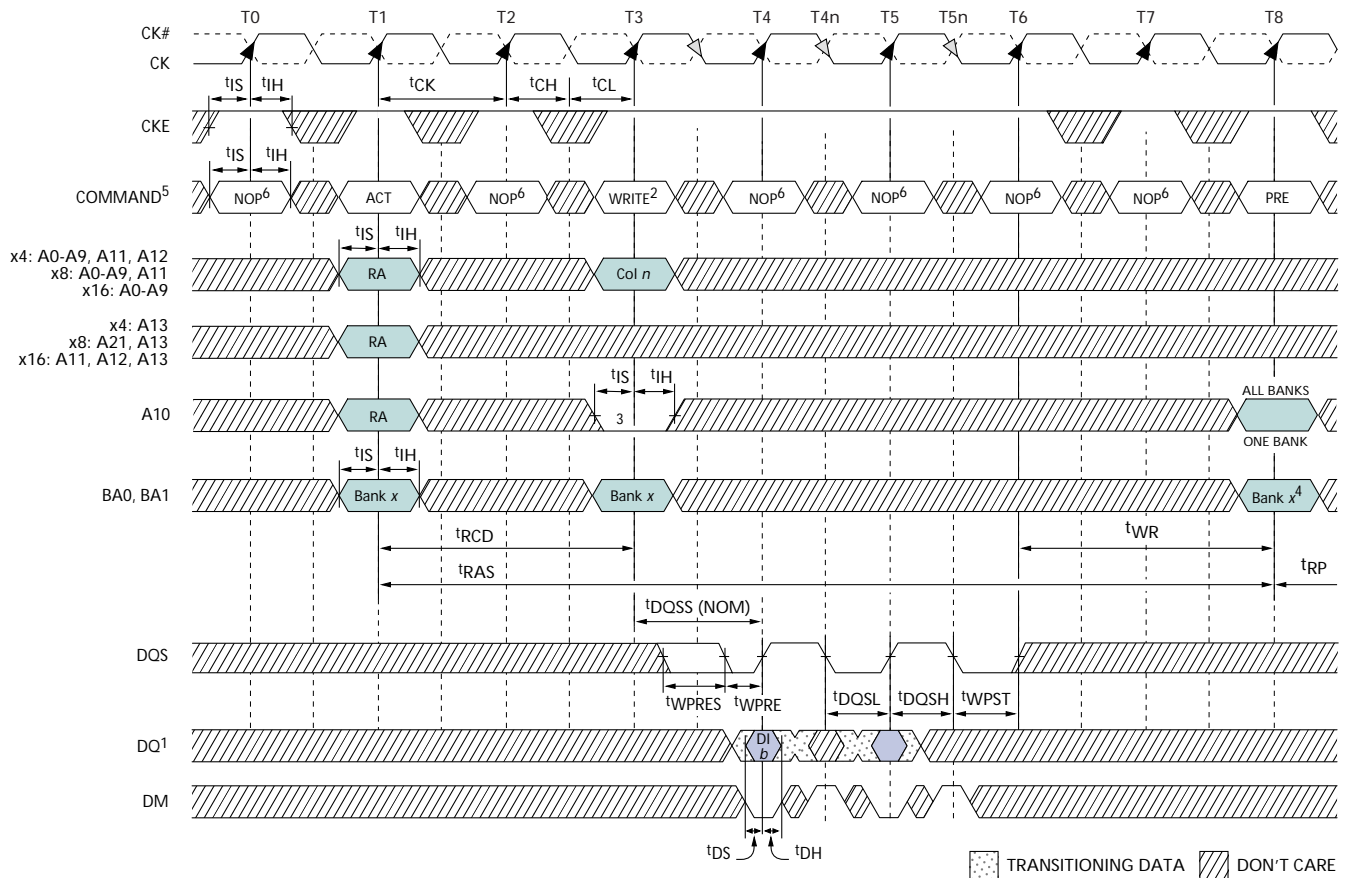 T0 T1 T2 T3 T4 T4n T5 T5n T6 T7 T8
CK#
CK
tIS tIH tCK tCH tCL
CKE
tIS tIH
COMMAND5 NOP6 ACT NOP6 WRITE2 NOP6 NOP6 NOP6 NOP6 PRE
tIS tIH
x4: A0-A9, A11, A12
x8: A0-A9, A11
x16: A0-A9
RA Col n
x4: A13
x8: A21, A13
x16: A11, A12, A13
RA
tIS tIH
ALL BANKS
A10 RA 3
ONE BANK
tIS tIH
BA0, BA1 Bank x Bank x Bank x4
tRCD tWR
tRAS tRP
tDQSS (NOM)
DQS
tWPRES tWPRE tDQSL tDQSH tWPST
DQ1 DI
b
DM
tDS tDH
TRANSITIONING DATA DON'T CARE